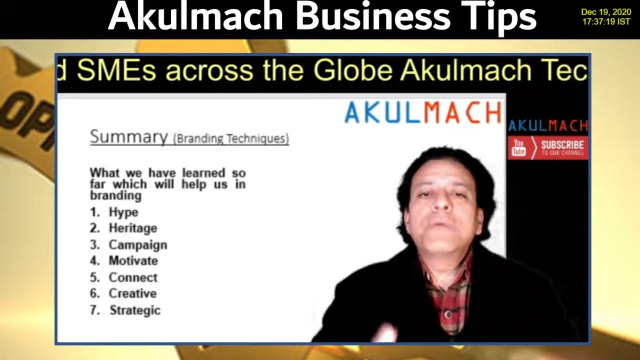 Akulmach Business Tips
Dec 19, 2020
17:37:19 IST
d SMEs across the Globe Akulmach Tec
AKULMACH
AKULMACH
You Tube SUBSCRIBE
TO OUR CHANNEL
Summary (Branding Techniques)
What we have learned so
far which will help us in
branding
1. Hype
2. Heritage
3. Campaign
4. Motivate
5. Connect
6. Creative
7. Strategic